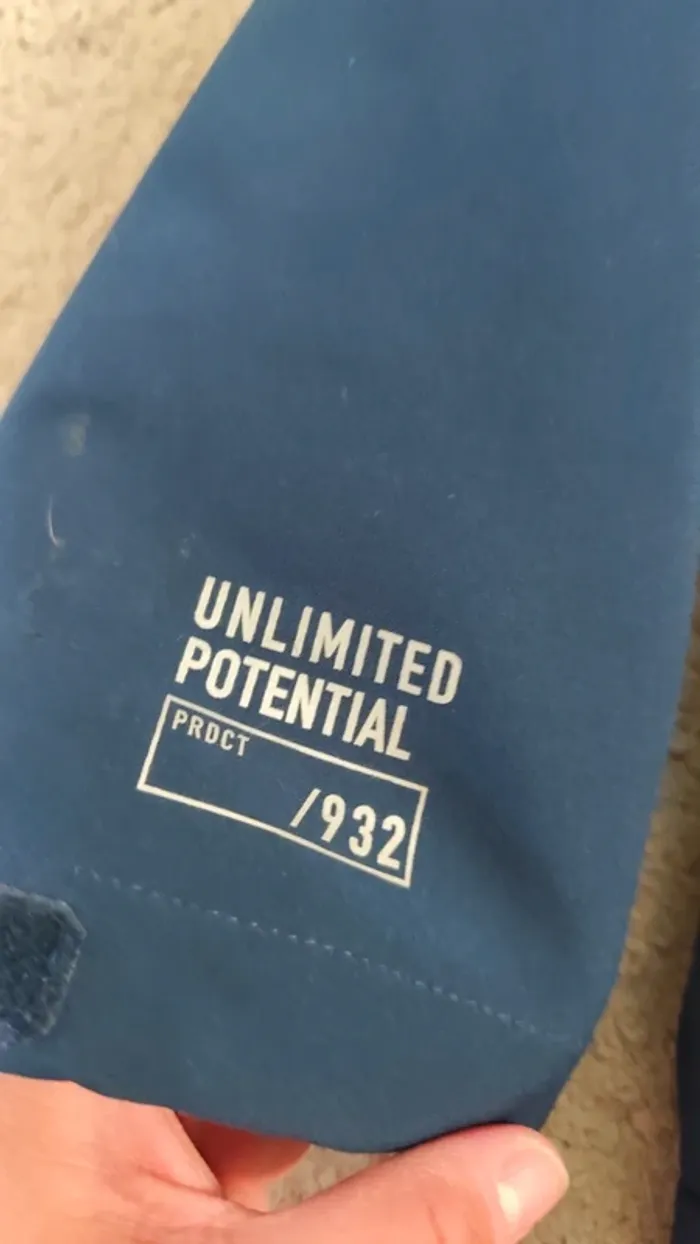 UNLIMITED
POTENTIAL
PRDCT
/932